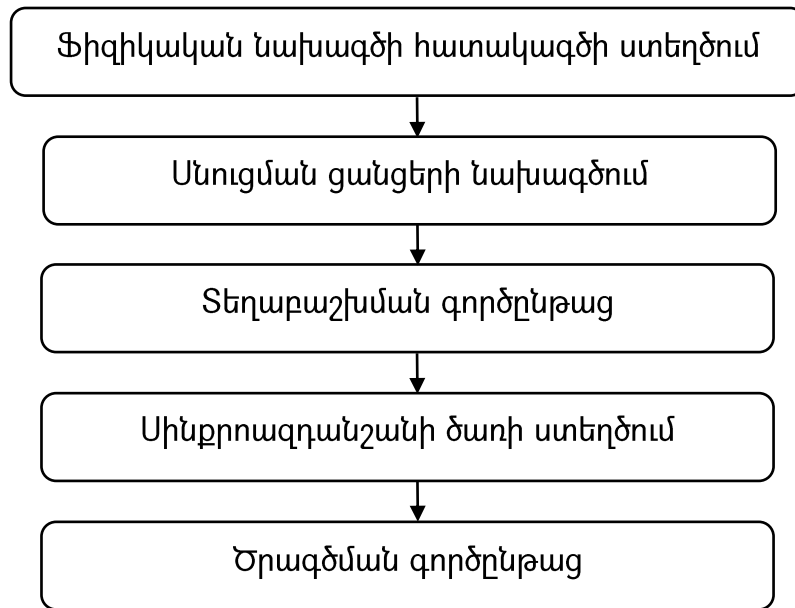 Ֆիզիկական նախագծի հատակագծի ստեղծում
Սնուցման ցանցերի նախագծում
Տեղաբաշխման գործընթաց
Սինքրոազդանշանի ծառի ստեղծում
Ծրագծման գործընթաց